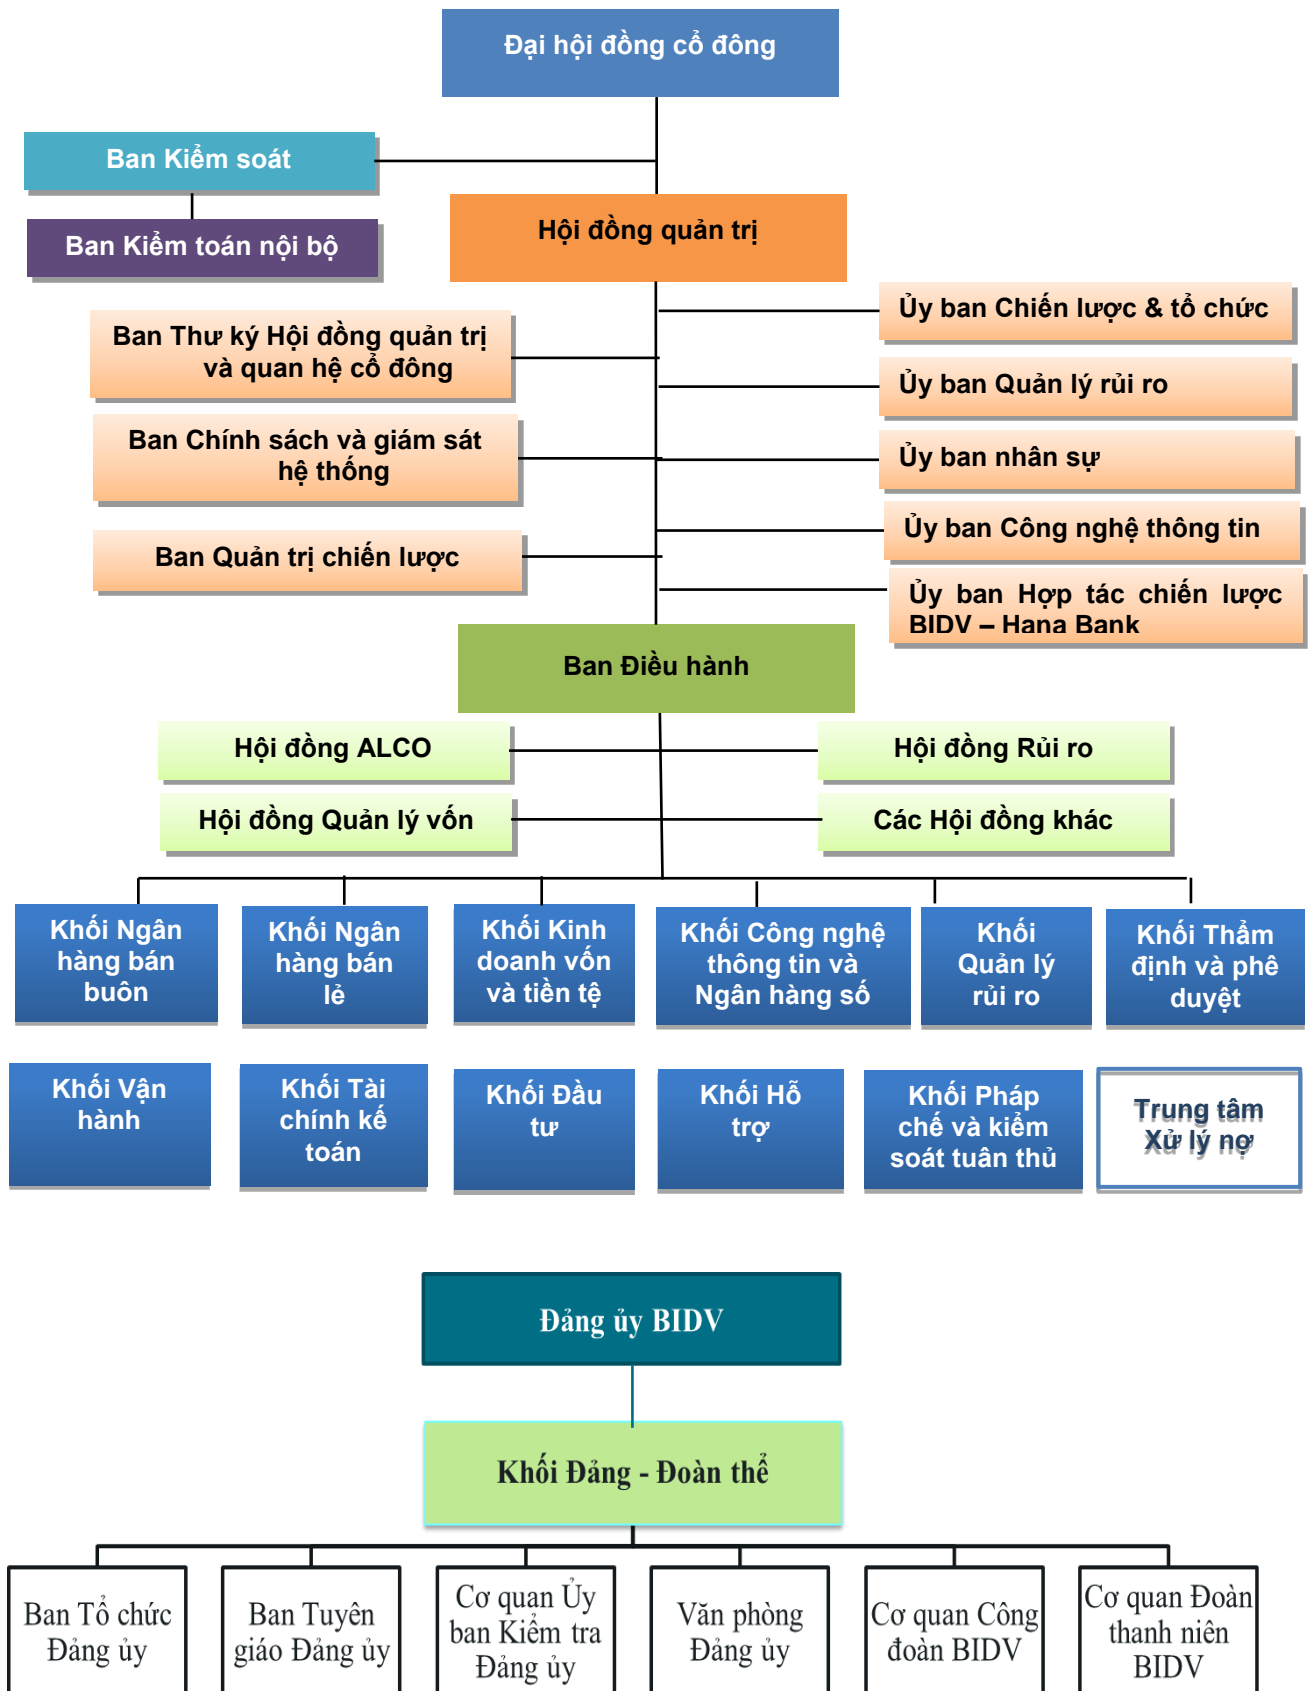 Đại hội đồng cổ đông
Ban Kiểm soát
Ban Kiểm toán nội bộ
Hội đồng quản trị
Ban Thư ký Hội đồng quản trị
và quan hệ cổ đông
Ban Chính sách và giám sát
hệ thống
Ban Quản trị chiến lược
Ủy ban Chiến lược & tổ chức
Ủy ban Quản lý rủi ro
Ủy ban nhân sự
Ủy ban Công nghệ thông tin
Ủy ban Hợp tác chiến lược
BIDV – Hana Bank
Ban Điều hành
Hội đồng ALCO
Hội đồng Rủi ro
Hội đồng Quản lý vốn
Các Hội đồng khác
Khối Ngân
hàng bán
buôn
Khối Ngân
hàng bán
lẻ
Khối Kinh
doanh vốn
và tiền tệ
Khối Công nghệ
thông tin và
Ngân hàng số
Khối
Quản lý
rủi ro
Khối Thẩm
định và phê
duyệt
Khối Vận
hành
Khối Tài
chính kế
toán
Khối Đầu
tư
Khối Hỗ
trợ
Khối Pháp
chế và kiểm
soát tuân thủ
Trung tâm
Xử lý nợ
Đảng ủy BIDV
Khối Đảng - Đoàn thể
Ban Tổ chức
Đảng ủy
Ban Tuyên
giáo Đảng ủy
Cơ quan Ủy
ban Kiểm tra
Đảng ủy
Văn phòng
Đảng ủy
Cơ quan Công
đoàn BIDV
Cơ quan Đoàn
thanh niên
BIDV